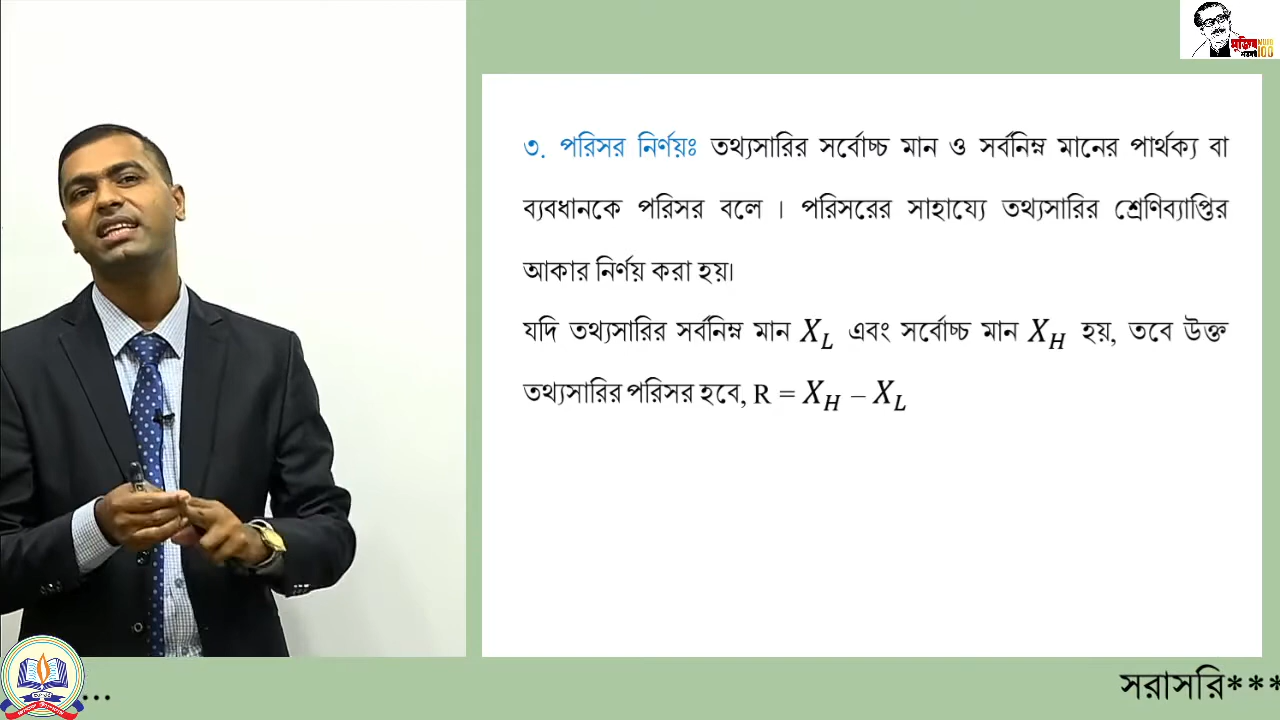 ৩. পরিসর নির্ণয়ঃ তথ্যসারির সর্বোচ্চ মান ও সর্বনিম্ন মানের পার্থক্য বা
ব্যবধানকে পরিসর বলে । পরিসরের সাহায্যে তথ্যসারির শ্রেণিব্যাপ্তির
আকার নির্ণয় করা হয়।
যদি তথ্যসারির সর্বনিম্ন মান X_L এবং সর্বোচ্চ মান X_H হয়, তবে উক্ত
তথ্যসারির পরিসর হবে, R = X_H – X_L
...
সরাসরি***
100